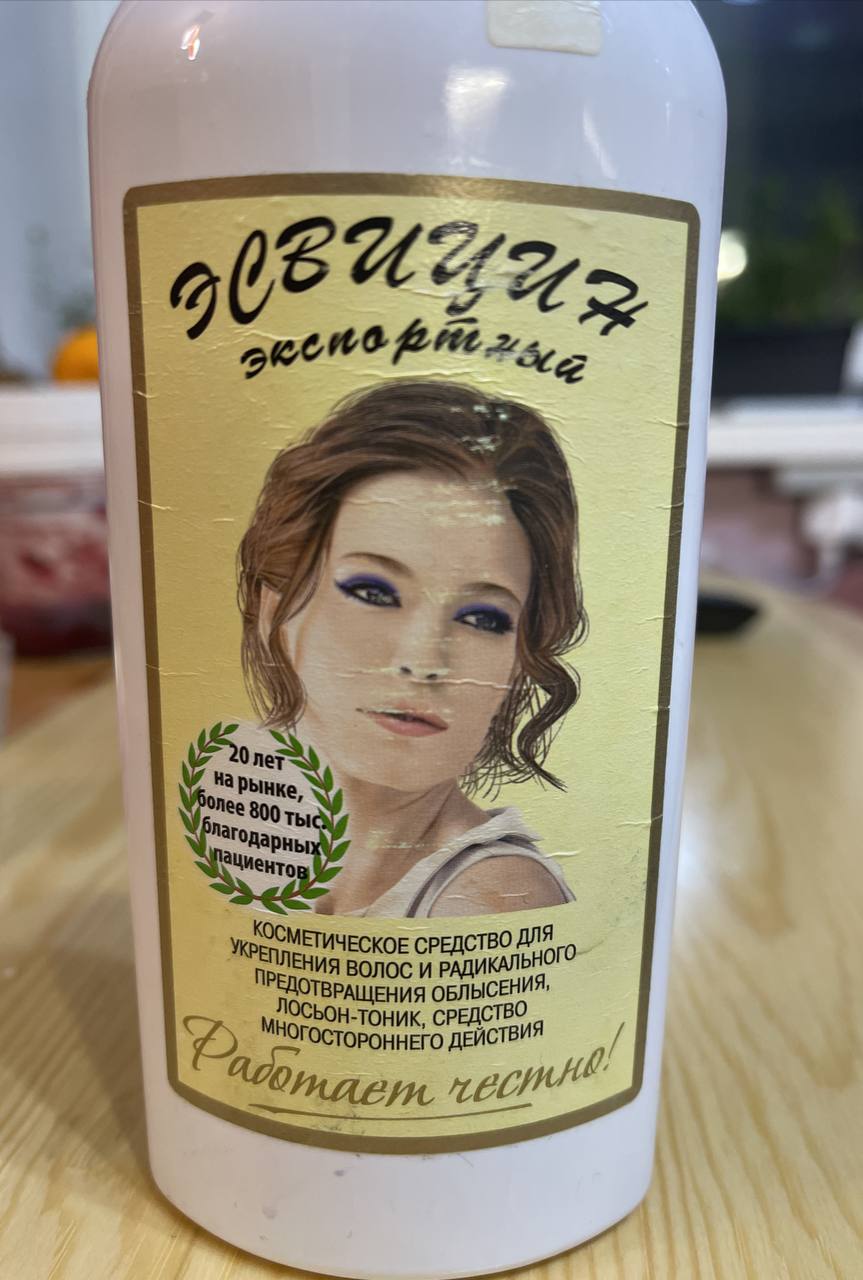 ЭСВИЦИН
экспортный
20 лет
на рынке,
более 800 тыс.
благодарных
пациентов
КОСМЕТИЧЕСКОЕ СРЕДСТВО ДЛЯ
УКРЕПЛЕНИЯ ВОЛОС И РАДИКАЛЬНОГО
ПРЕДОТВРАЩЕНИЯ ОБЛЫСЕНИЯ,
ЛОСЬОН-ТОНИК, СРЕДСТВО
МНОГОСТОРОННЕГО ДЕЙСТВИЯ
Работает честно!